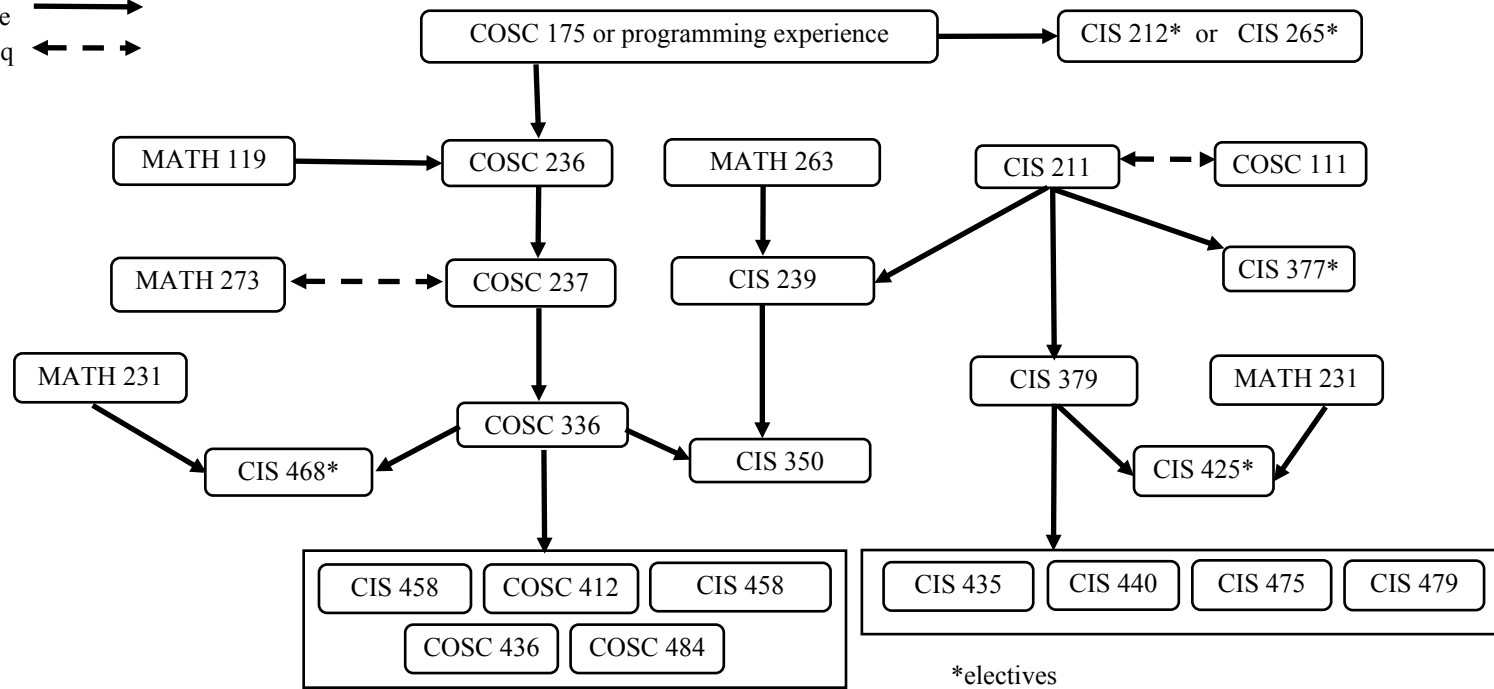 e
COSC 175 or programming experience
CIS 212* or CIS 265*
q
MATH 119
COSC 236
MATH 263
CIS 211
COSC 111
MATH 273
COSC 237
CIS 239
CIS 377*
MATH 231
CIS 379
MATH 231
COSC 336
CIS 468*
CIS 350
CIS 425*
CIS 458
COSC 412
CIS 458
CIS 435
CIS 440
CIS 475
CIS 479
COSC 436
COSC 484
*electives